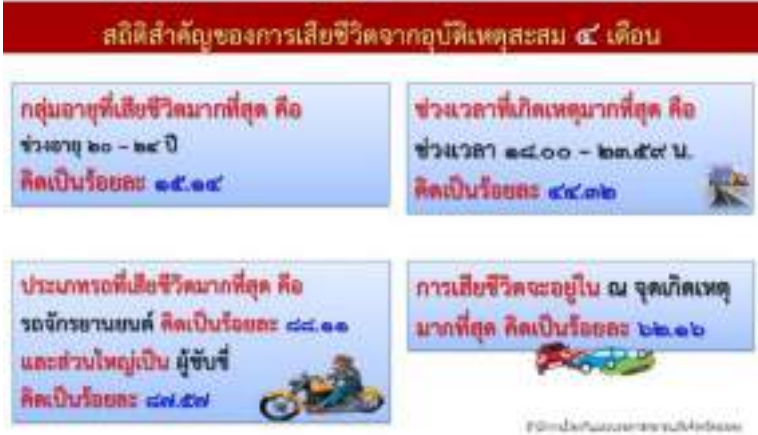 สถิติสำคัญของการเสียชีวิตจากอุบัติเหตุสะสม ๔ เดือน
กลุ่มอายุที่เสียชีวิตมากที่สุด คือ
ช่วงอายุ ๒๐ – ๒๔ ปี
คิดเป็นร้อยละ ๑๕.๑๔
ช่วงเวลาที่เกิดเหตุมากที่สุด คือ
ช่วงเวลา ๑๘.๐๐ – ๒๓.๕๙ น.
คิดเป็นร้อยละ ๔๔.๓๒
ประเภทรถที่เสียชีวิตมากที่สุด คือ
รถจักรยานยนต์ คิดเป็นร้อยละ ๘๘.๑๑
และส่วนใหญ่เป็น ผู้ขับขี่
คิดเป็นร้อยละ ๘๗.๕๗
การเสียชีวิตจะอยู่ใน ณ จุดเกิดเหตุ
มากที่สุด คิดเป็นร้อยละ ๖๒.๑๖